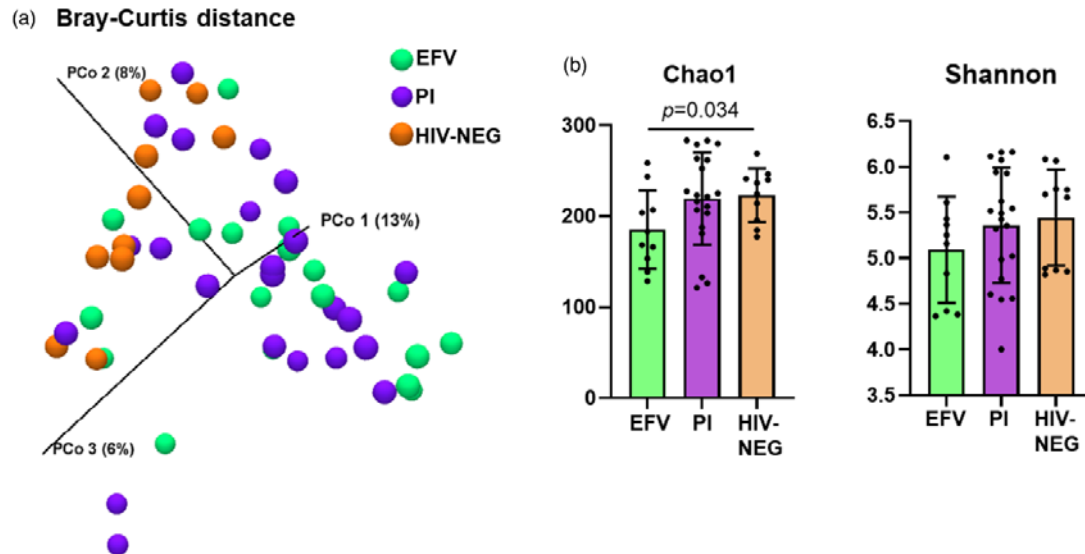 (a) Bray-Curtis distance
PCo 2 (8%)
EFV
PI
HIV-NEG
PCo 1 (13%)
PCo 3 (6%)
(b)
Chao1
p=0.034
300
200
100
0
EFV
PI
HIV-
NEG
Shannon
6.5
6.0
5.5
5.0
4.5
4.0
3.5
EFV
PI
HIV-
NEG